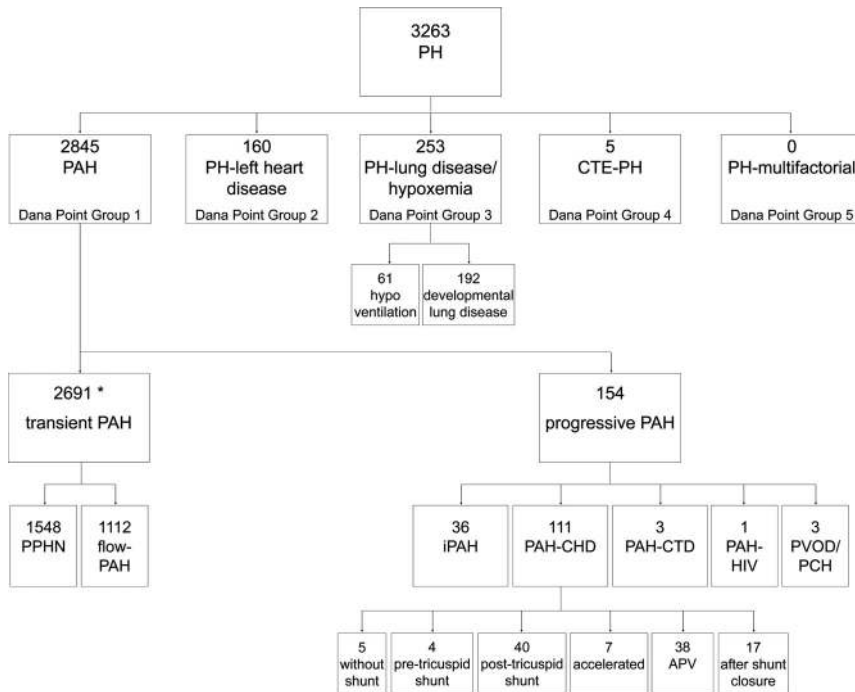 3263
PH
2845
PAH
Dana Point Group 1
160
PH-left heart
disease
Dana Point Group 2
253
PH-lung disease/
hypoxemia
Dana Point Group 3
5
CTE-PH
Dana Point Group 4
0
PH-multifactorial
Dana Point Group 5
61
hypo
ventilation
192
developmental
lung disease
2691 *
transient PAH
154
progressive PAH
1548
PPHN
1112
flow-
PAH
36
iPAH
111
PAH-CHD
3
PAH-CTD
1
PAH-
HIV
3
PVOD/
PCH
5
without
shunt
4
pre-tricuspid
shunt
40
post-tricuspid
shunt
7
accelerated
38
APV
17
after shunt
closure